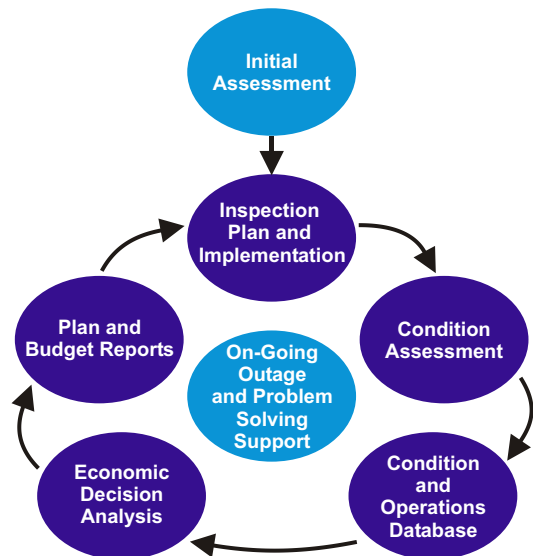 Initial
Assessment
Inspection
Plan and
Implementation
Plan and
Budget Reports
Condition
Assessment
On-Going
Outage
and Problem
Solving
Support
Economic
Decision
Analysis
Condition
and
Operations
Database